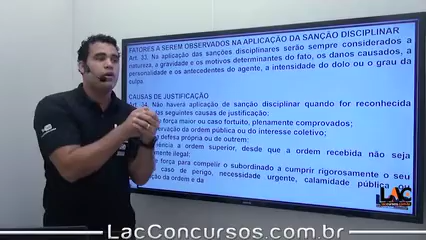 FATORES A SEREM OBSERVADOS NA APLICAÇÃO DA SANÇÃO DISCIPLINAR
Art. 33. Na aplicação das sanções disciplinares serão sempre considerados a
natureza, a gravidade e os motivos determinantes do fato, os danos causados, a
personalidade e os antecedentes do agente, a intensidade do dolo ou o grau da
culpa.
CAUSAS DE JUSTIFICAÇÃO
Art. 34. Não haverá aplicação de sanção disciplinar quando for reconhecida
das seguintes causas de justificação:
força maior ou caso fortuito, plenamente comprovados;
da ordem pública ou do interesse coletivo;
defesa própria ou de outrem;
a ordem superior, desde que a ordem recebida não seja
ilegal;
de força para compelir o subordinado a cumprir rigorosamente o seu
caso de perigo, necessidade urgente, calamidade pública ou
da ordem e da
LAC
LacConcursos.com.br